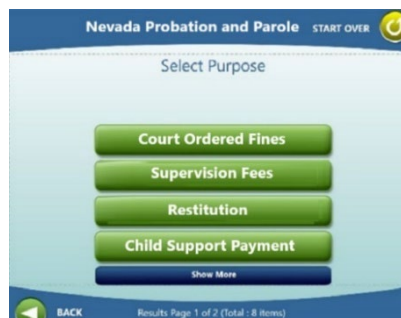 Nevada Probation and Parole START OVER
Select Purpose
Court Ordered Fines
Supervision Fees
Restitution
Child Support Payment
Show More
BACK Results Page 1 of 2 (Total : 8 items)